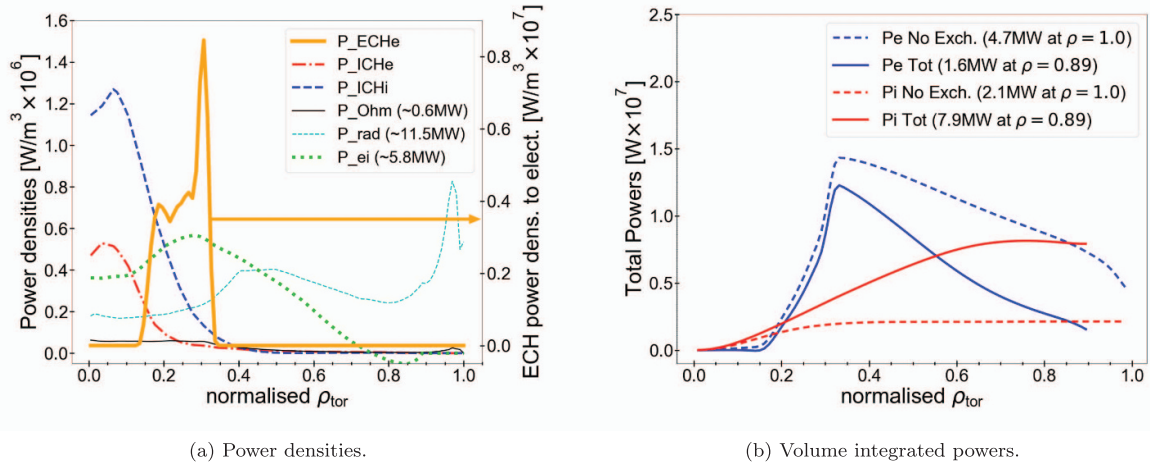 Power densities [W/m³ × 10⁶]
1.6
1.4
1.2
1.0
0.8
0.6
0.4
0.2
0.0
P_ECHe
P_ICHe
P_ICHi
P_Ohm (~0.6MW)
P_rad (~11.5MW)
P_ei (~5.8MW)
0.8
0.6
0.4
0.2
0.0
ECH power dens. to elect. [W/m³ × 10⁷]
0.0 0.2 0.4 0.6 0.8 1.0
normalised ρtor
(a) Power densities.
Total Powers [W×10⁷]
2.5
2.0
1.5
1.0
0.5
0.0
Pe No Exch. (4.7MW at ρ = 1.0)
Pe Tot (1.6MW at ρ = 0.89)
Pi No Exch. (2.1MW at ρ = 1.0)
Pi Tot (7.9MW at ρ = 0.89)
0.0 0.2 0.4 0.6 0.8 1.0
normalised ρtor
(b) Volume integrated powers.